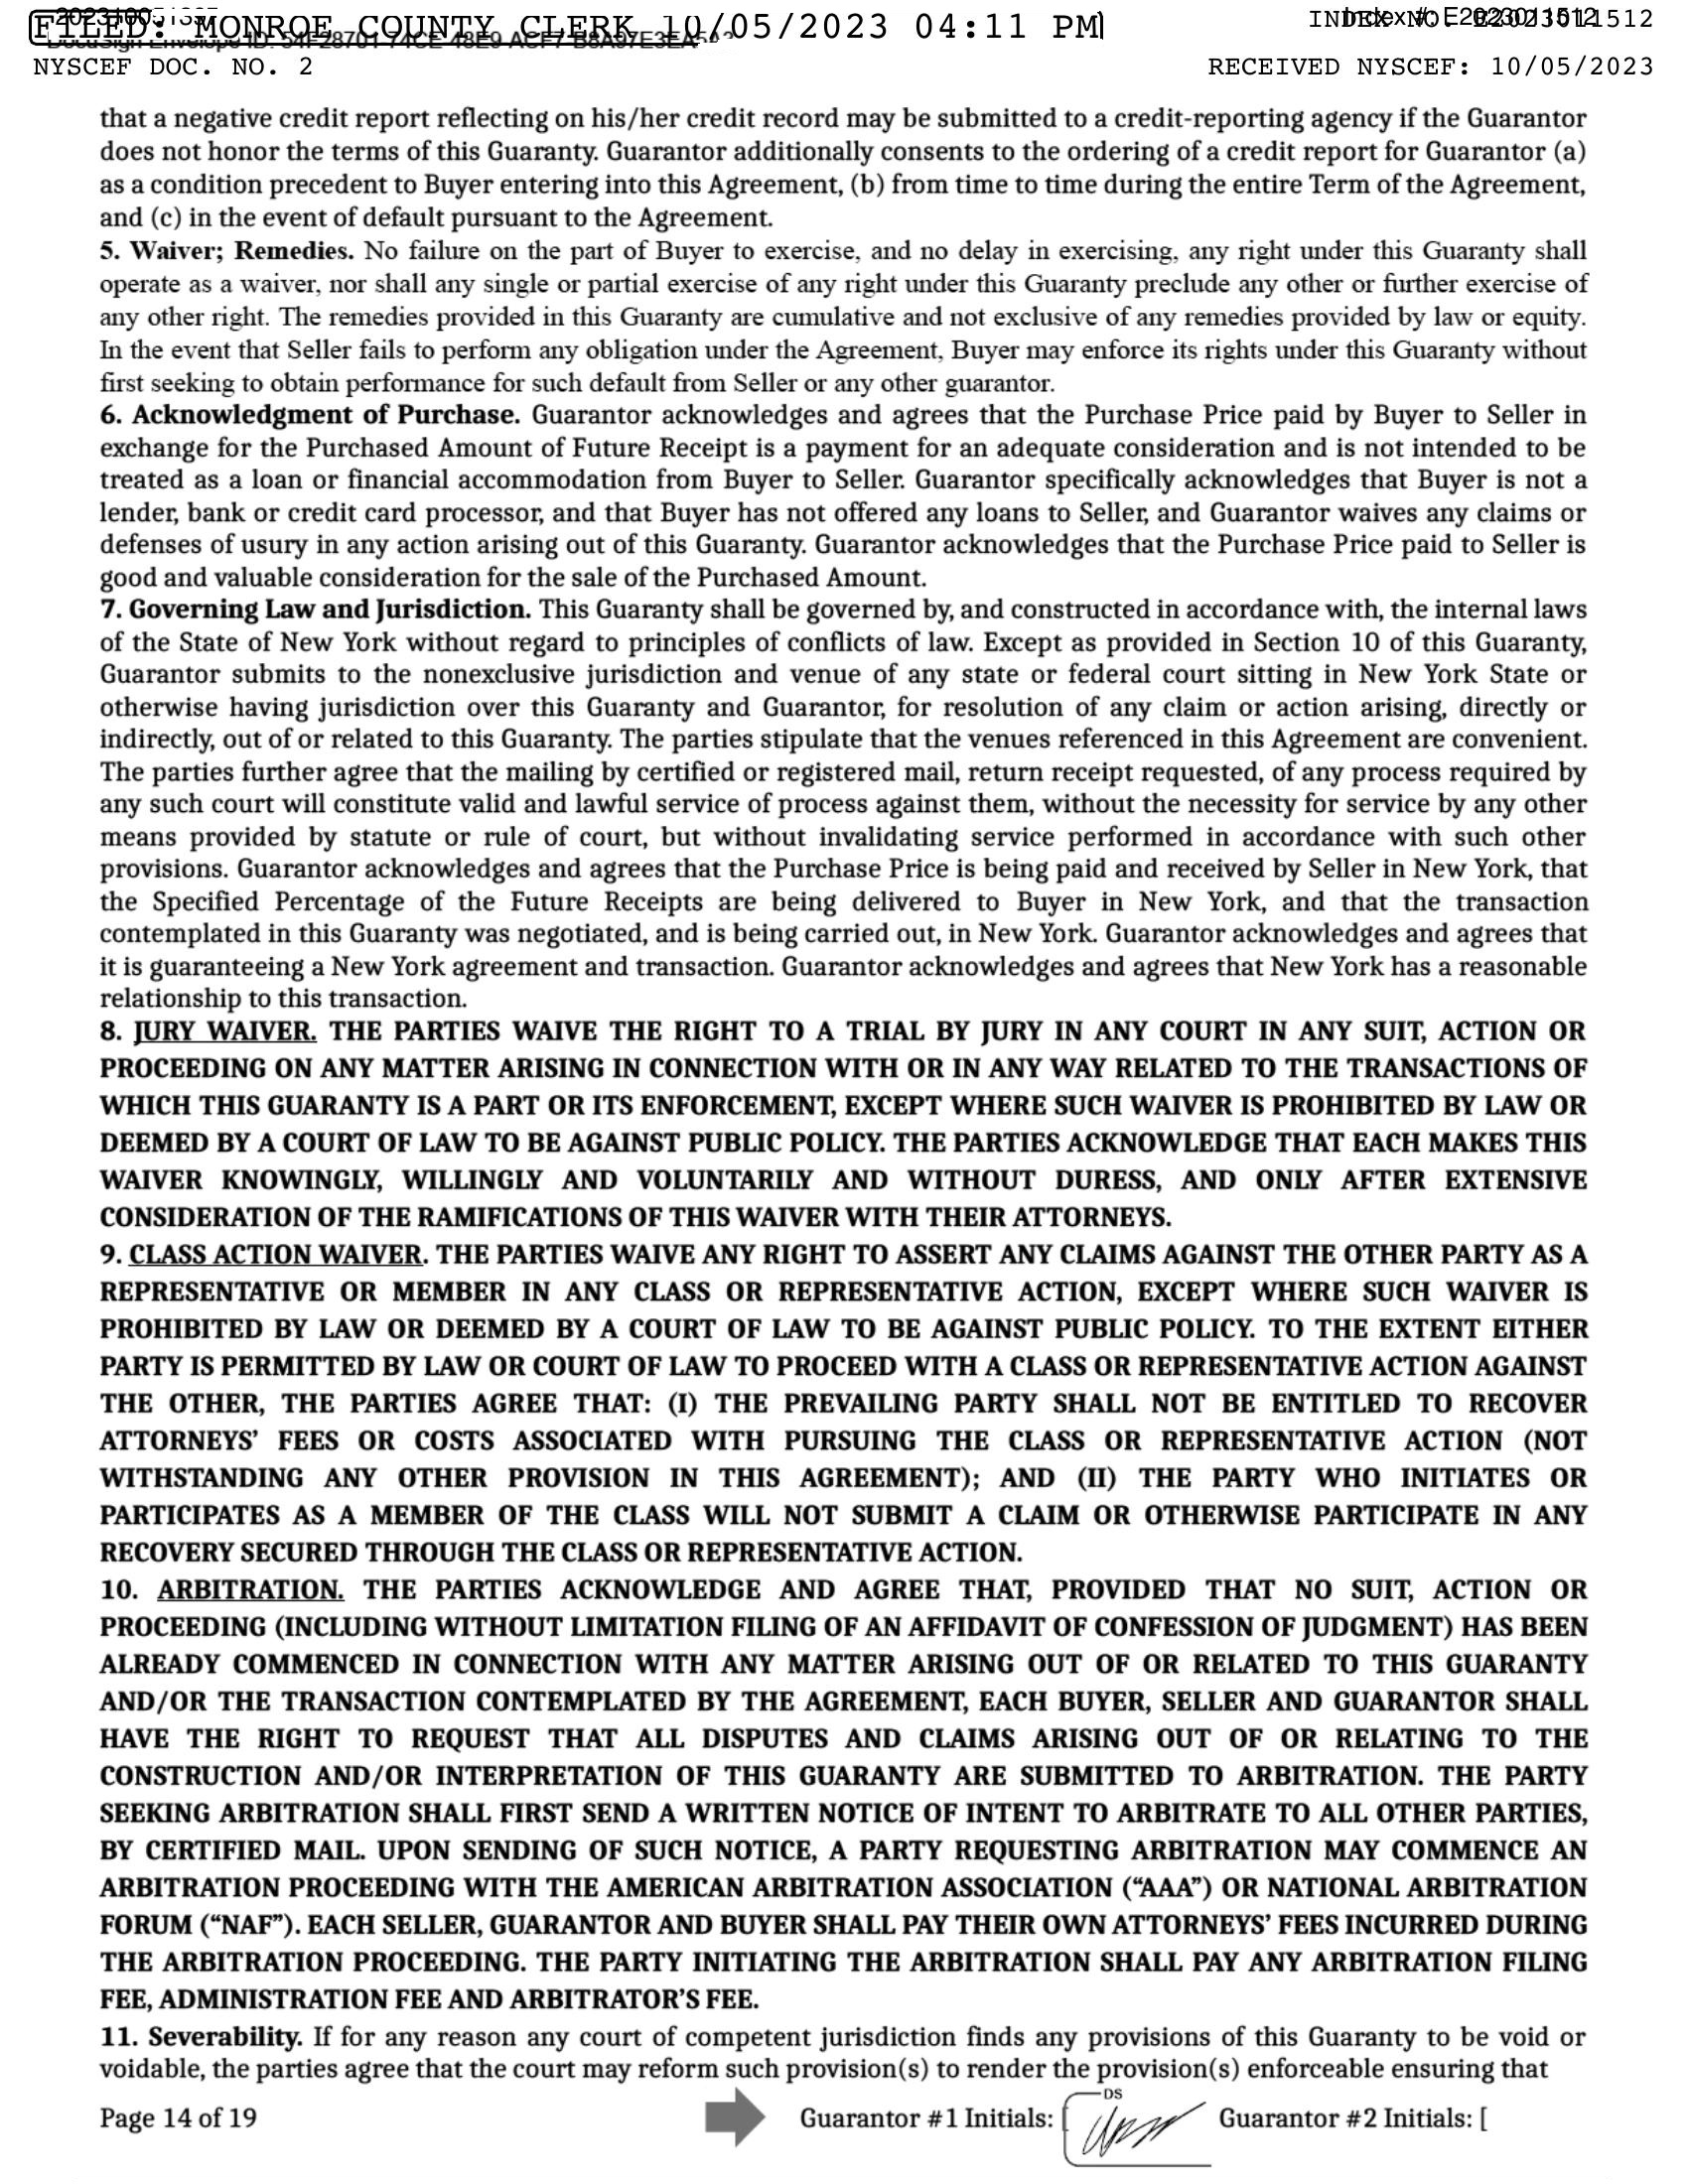 FILED: MONROE COUNTY CLERK 10/05/2023 04:11 PM
INDEX NO. E2023011512
NYSCEF DOC. NO. 2
RECEIVED NYSCEF: 10/05/2023
that a negative credit report reflecting on his/her credit record may be submitted to a credit-reporting agency if the Guarantor
does not honor the terms of this Guaranty. Guarantor additionally consents to the ordering of a credit report for Guarantor (a)
as a condition precedent to Buyer entering into this Agreement, (b) from time to time during the entire Term of the Agreement,
and (c) in the event of default pursuant to the Agreement.
5. Waiver; Remedies. No failure on the part of Buyer to exercise, and no delay in exercising, any right under this Guaranty shall
operate as a waiver, nor shall any single or partial exercise of any right under this Guaranty preclude any other or further exercise of
any other right. The remedies provided in this Guaranty are cumulative and not exclusive of any remedies provided by law or equity.
In the event that Seller fails to perform any obligation under the Agreement, Buyer may enforce its rights under this Guaranty without
first seeking to obtain performance for such default from Seller or any other guarantor.
6. Acknowledgment of Purchase. Guarantor acknowledges and agrees that the Purchase Price paid by Buyer to Seller in
exchange for the Purchased Amount of Future Receipt is a payment for an adequate consideration and is not intended to be
treated as a loan or financial accommodation from Buyer to Seller. Guarantor specifically acknowledges that Buyer is not a
lender, bank or credit card processor, and that Buyer has not offered any loans to Seller, and Guarantor waives any claims or
defenses of usury in any action arising out of this Guaranty. Guarantor acknowledges that the Purchase Price paid to Seller is
good and valuable consideration for the sale of the Purchased Amount.
7. Governing Law and Jurisdiction. This Guaranty shall be governed by, and constructed in accordance with, the internal laws
of the State of New York without regard to principles of conflicts of law. Except as provided in Section 10 of this Guaranty,
Guarantor submits to the nonexclusive jurisdiction and venue of any state or federal court sitting in New York State or
otherwise having jurisdiction over this Guaranty and Guarantor, for resolution of any claim or action arising, directly or
indirectly, out of or related to this Guaranty. The parties stipulate that the venues referenced in this Agreement are convenient.
The parties further agree that the mailing by certified or registered mail, return receipt requested, of any process required by
any such court will constitute valid and lawful service of process against them, without the necessity for service by any other
means provided by statute or rule of court, but without invalidating service performed in accordance with such other
provisions. Guarantor acknowledges and agrees that the Purchase Price is being paid and received by Seller in New York, that
the Specified Percentage of the Future Receipts are being delivered to Buyer in New York, and that the transaction
contemplated in this Guaranty was negotiated, and is being carried out, in New York. Guarantor acknowledges and agrees that
it is guaranteeing a New York agreement and transaction. Guarantor acknowledges and agrees that New York has a reasonable
relationship to this transaction.
8. JURY WAIVER. THE PARTIES WAIVE THE RIGHT TO A TRIAL BY JURY IN ANY COURT IN ANY SUIT, ACTION OR
PROCEEDING ON ANY MATTER ARISING IN CONNECTION WITH OR IN ANY WAY RELATED TO THE TRANSACTIONS OF
WHICH THIS GUARANTY IS A PART OR ITS ENFORCEMENT, EXCEPT WHERE SUCH WAIVER IS PROHIBITED BY LAW OR
DEEMED BY A COURT OF LAW TO BE AGAINST PUBLIC POLICY. THE PARTIES ACKNOWLEDGE THAT EACH MAKES THIS
WAIVER KNOWINGLY, WILLINGLY AND VOLUNTARILY AND WITHOUT DURESS, AND ONLY AFTER EXTENSIVE
CONSIDERATION OF THE RAMIFICATIONS OF THIS WAIVER WITH THEIR ATTORNEYS.
9. CLASS ACTION WAIVER. THE PARTIES WAIVE ANY RIGHT TO ASSERT ANY CLAIMS AGAINST THE OTHER PARTY AS A
REPRESENTATIVE OR MEMBER IN ANY CLASS OR REPRESENTATIVE ACTION, EXCEPT WHERE SUCH WAIVER IS
PROHIBITED BY LAW OR DEEMED BY A COURT OF LAW TO BE AGAINST PUBLIC POLICY. TO THE EXTENT EITHER
PARTY IS PERMITTED BY LAW OR COURT OF LAW TO PROCEED WITH A CLASS OR REPRESENTATIVE ACTION AGAINST
THE OTHER, THE PARTIES AGREE THAT: (I) THE PREVAILING PARTY SHALL NOT BE ENTITLED TO RECOVER
ATTORNEYS’ FEES OR COSTS ASSOCIATED WITH PURSUING THE CLASS OR REPRESENTATIVE ACTION (NOT
WITHSTANDING ANY OTHER PROVISION IN THIS AGREEMENT); AND (II) THE PARTY WHO INITIATES OR
PARTICIPATES AS A MEMBER OF THE CLASS WILL NOT SUBMIT A CLAIM OR OTHERWISE PARTICIPATE IN ANY
RECOVERY SECURED THROUGH THE CLASS OR REPRESENTATIVE ACTION.
10. ARBITRATION. THE PARTIES ACKNOWLEDGE AND AGREE THAT, PROVIDED THAT NO SUIT, ACTION OR
PROCEEDING (INCLUDING WITHOUT LIMITATION FILING OF AN AFFIDAVIT OF CONFESSION OF JUDGMENT) HAS BEEN
ALREADY COMMENCED IN CONNECTION WITH ANY MATTER ARISING OUT OF OR RELATED TO THIS GUARANTY
AND/OR THE TRANSACTION CONTEMPLATED BY THE AGREEMENT, EACH BUYER, SELLER AND GUARANTOR SHALL
HAVE THE RIGHT TO REQUEST THAT ALL DISPUTES AND CLAIMS ARISING OUT OF OR RELATING TO THE
CONSTRUCTION AND/OR INTERPRETATION OF THIS GUARANTY ARE SUBMITTED TO ARBITRATION. THE PARTY
SEEKING ARBITRATION SHALL FIRST SEND A WRITTEN NOTICE OF INTENT TO ARBITRATE TO ALL OTHER PARTIES,
BY CERTIFIED MAIL. UPON SENDING OF SUCH NOTICE, A PARTY REQUESTING ARBITRATION MAY COMMENCE AN
ARBITRATION PROCEEDING WITH THE AMERICAN ARBITRATION ASSOCIATION (“AAA”) OR NATIONAL ARBITRATION
FORUM (“NAF”). EACH SELLER, GUARANTOR AND BUYER SHALL PAY THEIR OWN ATTORNEYS’ FEES INCURRED DURING
THE ARBITRATION PROCEEDING. THE PARTY INITIATING THE ARBITRATION SHALL PAY ANY ARBITRATION FILING
FEE, ADMINISTRATION FEE AND ARBITRATOR’S FEE.
11. Severability. If for any reason any court of competent jurisdiction finds any provisions of this Guaranty to be void or
voidable, the parties agree that the court may reform such provision(s) to render the provision(s) enforceable ensuring that
DS
Page 14 of 19 Guarantor #1 Initials: [ Guarantor #2 Initials: [